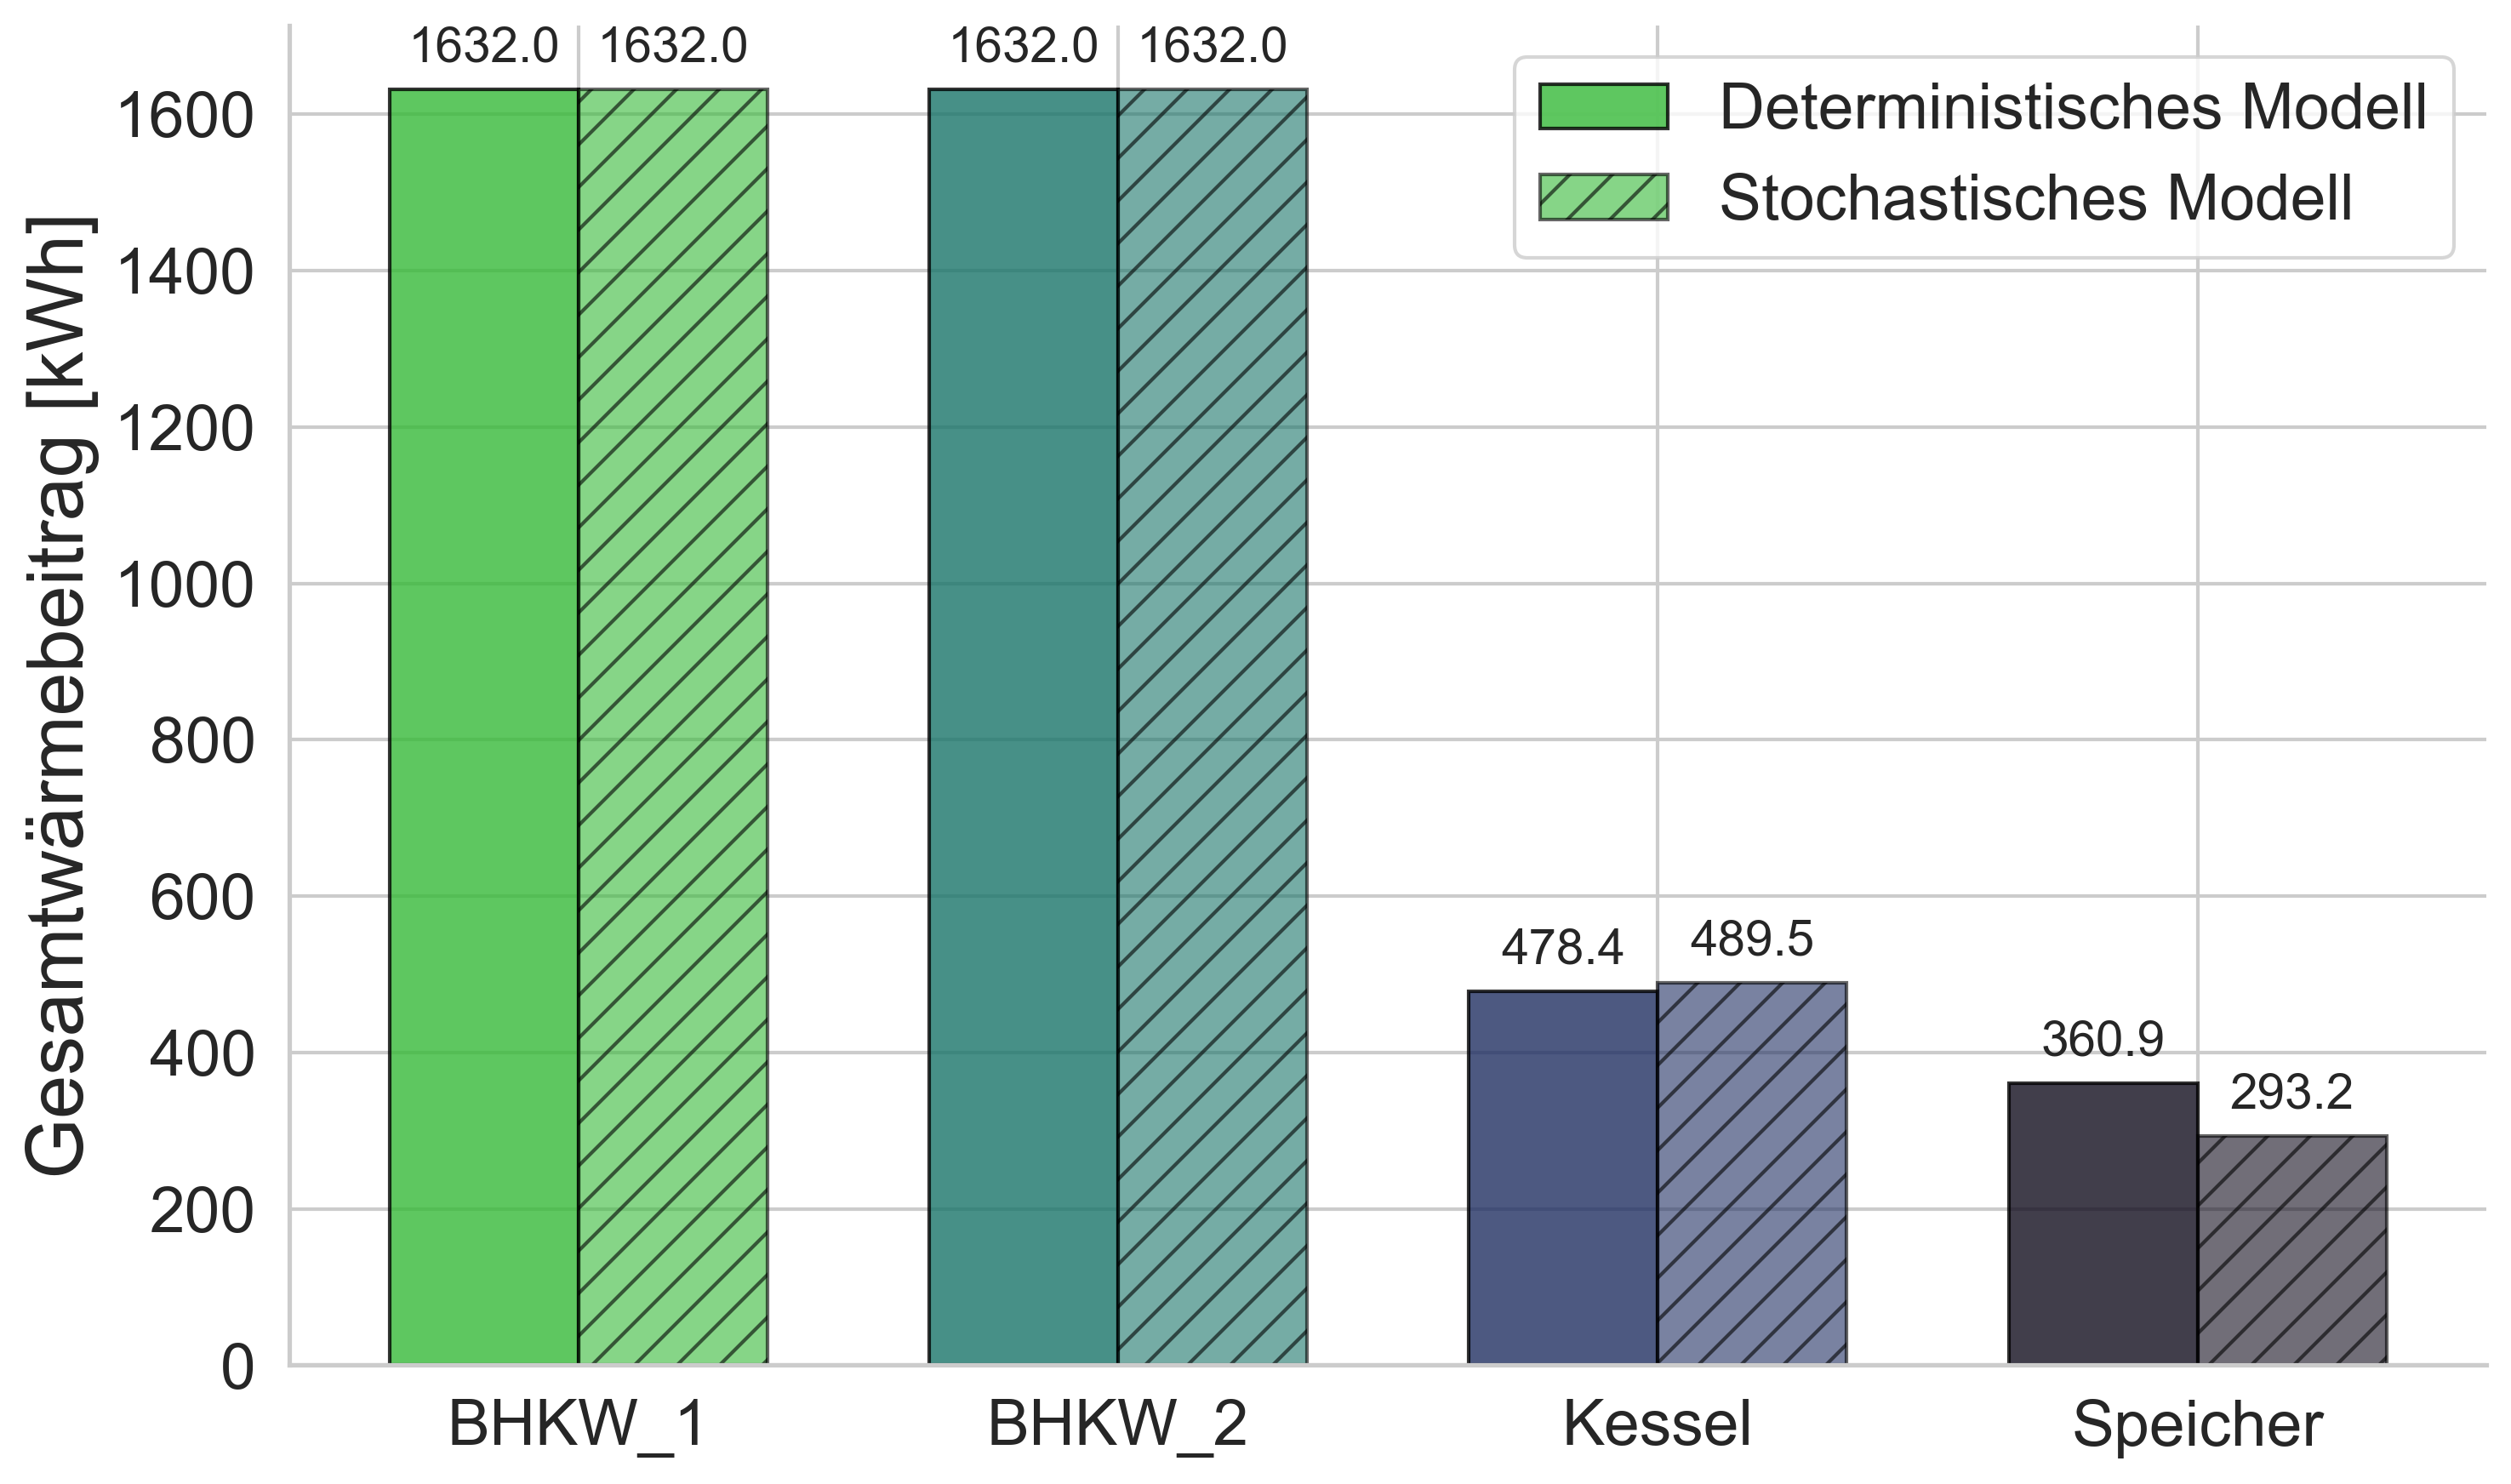 1632.0 1632.0 1632.0 1632.0
Deterministisches Modell
Stochastisches Modell
Gesamtwärmebeitrag [kWh]
1600
1400
1200
1000
800
600
400
200
0
478.4 489.5
360.9
293.2
BHKW_1 BHKW_2 Kessel Speicher